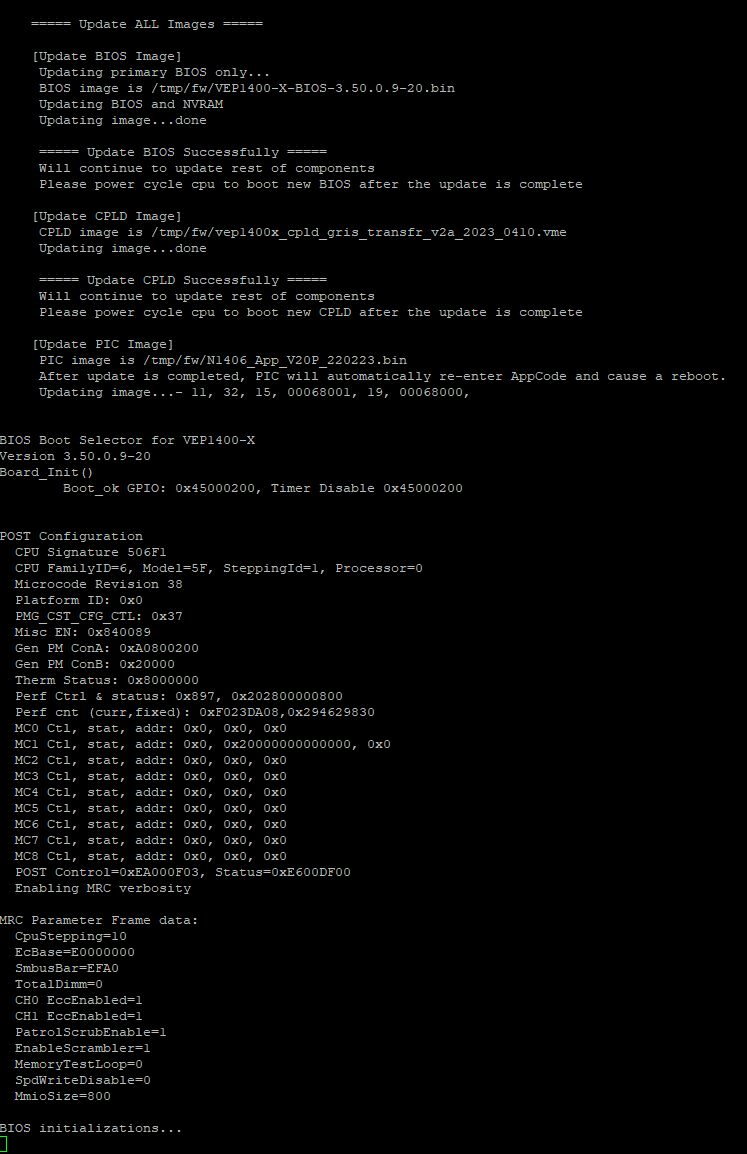 ===== Update ALL Images =====
[Update BIOS Image]
Updating primary BIOS only...
BIOS image is /tmp/fw/VEP1400-X-BIOS-3.50.0.9-20.bin
Updating BIOS and NVRAM
Updating image...done
===== Update BIOS Successfully =====
Will continue to update rest of components
Please power cycle cpu to boot new BIOS after the update is complete
[Update CPLD Image]
CPLD image is /tmp/fw/vep1400x_cpld_gris_transfr_v2a_2023_0410.vme
Updating image...done
===== Update CPLD Successfully =====
Will continue to update rest of components
Please power cycle cpu to boot new CPLD after the update is complete
[Update PIC Image]
PIC image is /tmp/fw/N1406_App_V20P_220223.bin
After update is completed, PIC will automatically re-enter AppCode and cause a reboot.
Updating image...- 11, 32, 15, 00068001, 19, 00068000,
BIOS Boot Selector for VEP1400-X
Version 3.50.0.9-20
Board_Init()
Boot_ok GPIO: 0x45000200, Timer Disable 0x45000200
POST Configuration
CPU Signature 506F1
CPU FamilyID=6, Model=5F, SteppingId=1, Processor=0
Microcode Revision 38
Platform ID: 0x0
PMG_CST_CFG_CTL: 0x37
Misc EN: 0x840089
Gen PM ConA: 0xA0800200
Gen PM ConB: 0x20000
Therm Status: 0x8000000
Perf Ctrl & status: 0x897, 0x202800000800
Perf cnt (curr,fixed): 0xF023DA08,0x294629830
MC0 Ctl, stat, addr: 0x0, 0x0, 0x0
MC1 Ctl, stat, addr: 0x0, 0x20000000000000, 0x0
MC2 Ctl, stat, addr: 0x0, 0x0, 0x0
MC3 Ctl, stat, addr: 0x0, 0x0, 0x0
MC4 Ctl, stat, addr: 0x0, 0x0, 0x0
MC5 Ctl, stat, addr: 0x0, 0x0, 0x0
MC6 Ctl, stat, addr: 0x0, 0x0, 0x0
MC7 Ctl, stat, addr: 0x0, 0x0, 0x0
MC8 Ctl, stat, addr: 0x0, 0x0, 0x0
POST Control=0xEA000F03, Status=0xE600DF00
Enabling MRC verbosity
MRC Parameter Frame data:
CpuStepping=10
EcBase=E0000000
SmbusBar=EFA0
TotalDimm=0
CH0 EccEnabled=1
CH1 EccEnabled=1
PatrolScrubEnable=1
EnableScrambler=1
MemoryTestLoop=0
SpdWriteDisable=0
MmioSize=800
BIOS initializations...